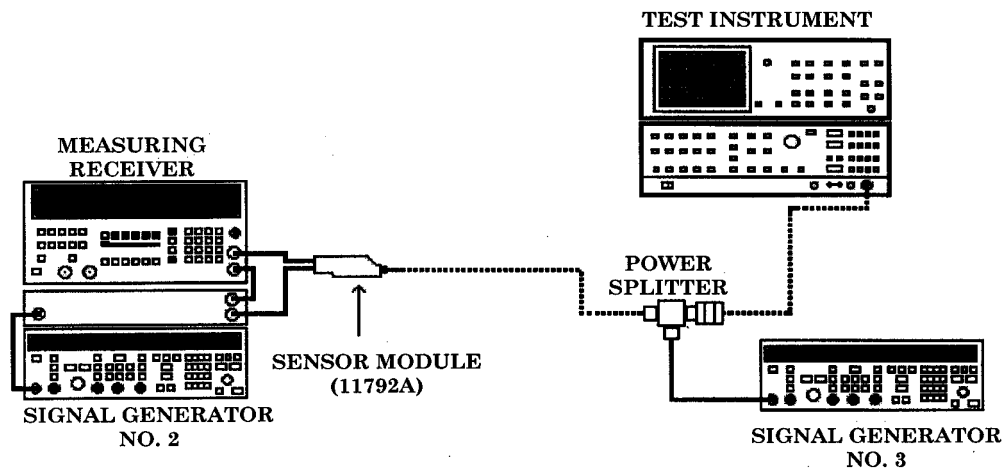 TEST INSTRUMENT
MEASURING
RECEIVER
POWER
SPLITTER
SENSOR MODULE
(11792A)
SIGNAL GENERATOR
NO. 2
SIGNAL GENERATOR
NO. 3